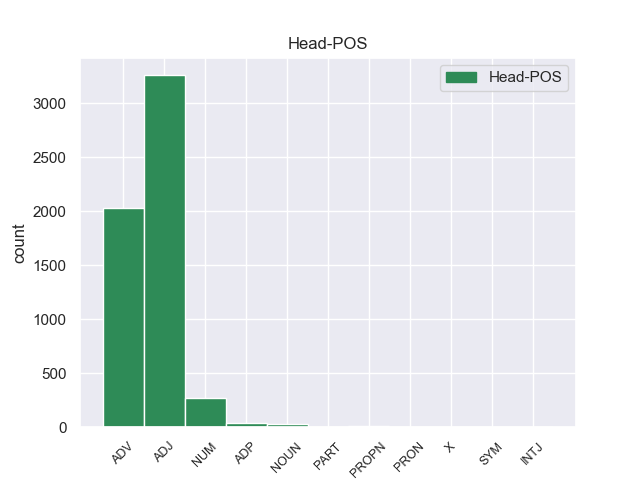 Head-POS
Head-POS
3000
2500
2000
1500
1000
500
0
count
ADV ADJ NUM ADP NOUN PART PROPN PRON X SYM INTJ